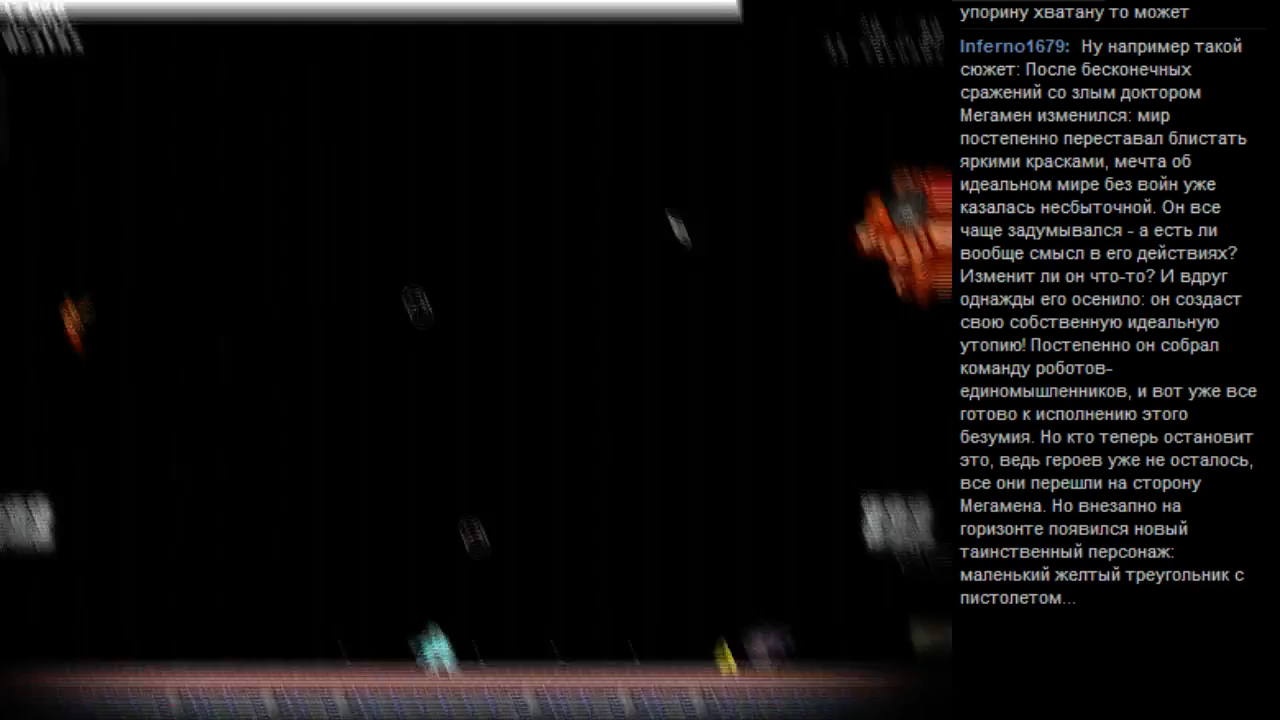 упорину хватану то может
Inferno1679: Ну например такой
сюжет: После бесконечных
сражений со злым доктором
Мегамен изменился: мир
постепенно переставал блистать
яркими красками, мечта об
идеальном мире без войн уже
казалась несбыточной. Он все
чаще задумывался - а есть ли
вообще смысл в его действиях?
Изменит ли он что-то? И вдруг
однажды его осенило: он создаст
свою собственную идеальную
утопию! Постепенно он собрал
команду роботов-
единомышленников, и вот уже все
готово к исполнению этого
безумия. Но кто теперь остановит
это, ведь героев уже не осталось,
все они перешли на сторону
Мегамена. Но внезапно на
горизонте появился новый
таинственный персонаж:
маленький желтый треугольник с
пистолетом...